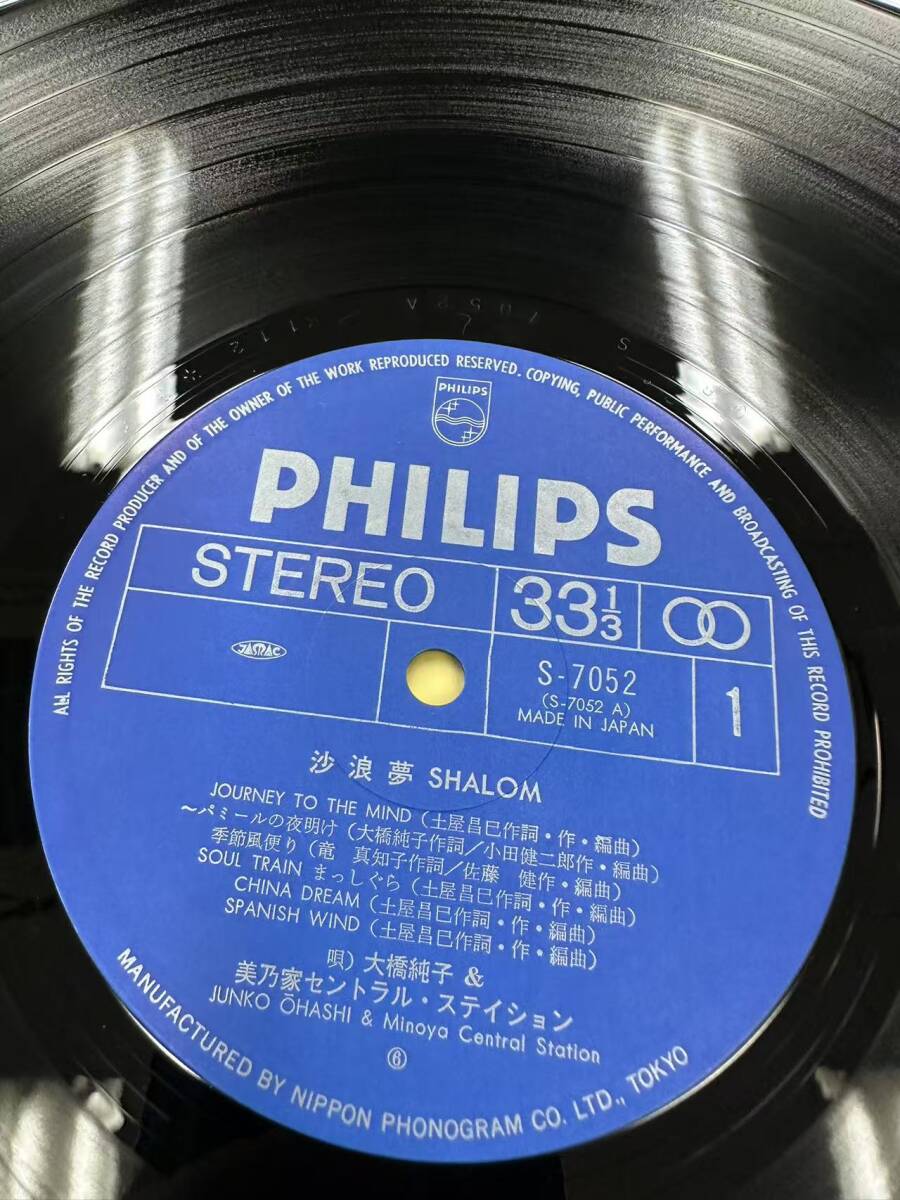 ALL RIGHTS OF THE RECORD PRODUCER AND OF THE OWNER OF THE WORK REPRODUCED RESERVED. COPYING, PUBLIC PERFORMANCE AND BROADCASTING OF THIS RECORD PROHIBITED
PHILIPS
PHILIPS
STEREO
33 1/3
JASRAC
S-7052
(S-7052 A)
MADE IN JAPAN
1
沙浪夢 SHALOM
JOURNEY TO THE MIND (土屋昌巳作詞・作・編曲)
〜パミールの夜明け (大橋純子作詞/小田健二郎作・編曲)
季節風便り (竜 真知子作詞/佐藤 健作・編曲)
SOUL TRAIN まっしぐら (土屋昌巳作詞・作・編曲)
CHINA DREAM (土屋昌巳作詞・作・編曲)
SPANISH WIND (土屋昌巳作詞・作・編曲)
唄) 大橋純子 &
美乃家セントラル・ステイション
JUNKO ŌHASHI & Minoya Central Station
⑥
MANUFACTURED BY NIPPON PHONOGRAM CO. LTD., TOKYO